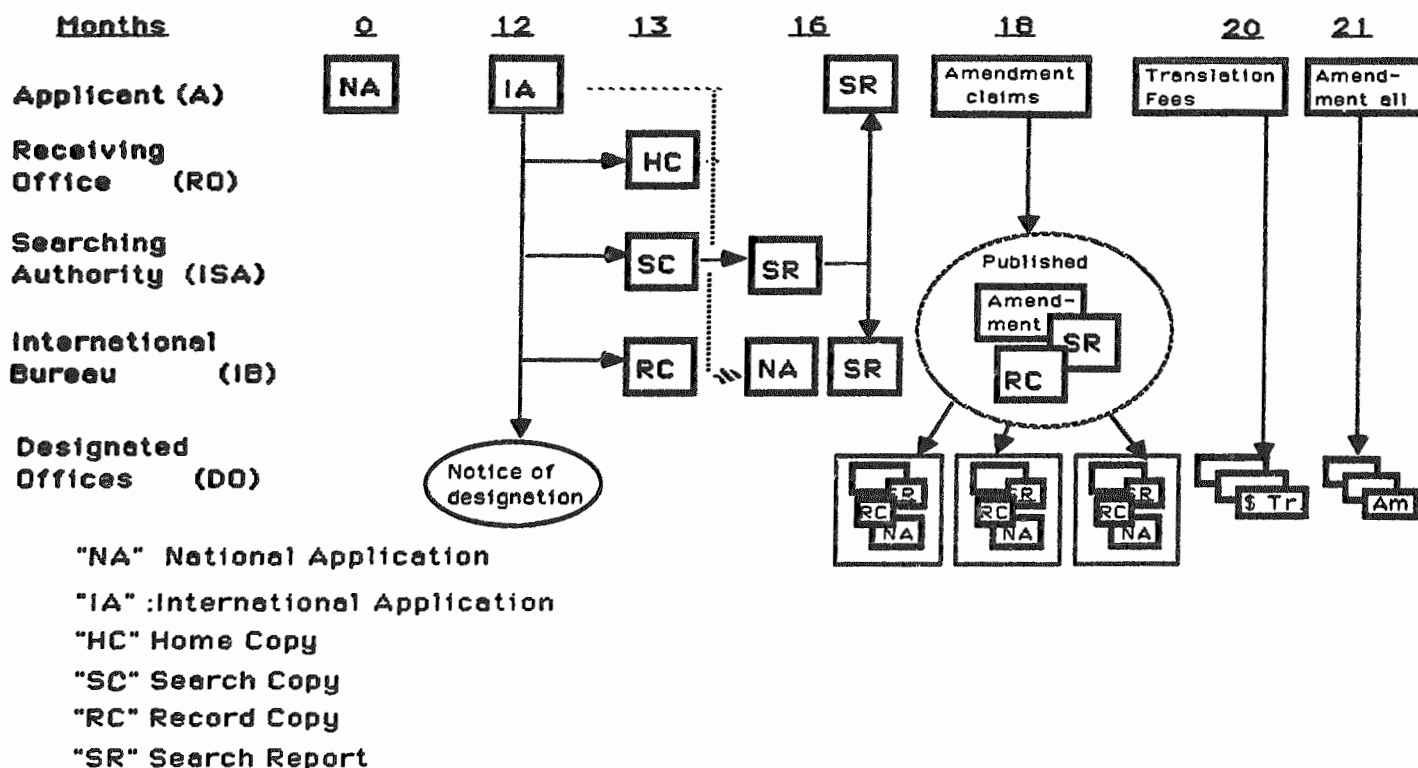 Months 0 12 13 16 18 20 21
Applicant (A)
NA
IA
SR
Amendment
claims
Translation
Fees
Amend-
ment all
Receiving
Office (RO)
HC
Searching
Authority (ISA)
SC
SR
Published
Amend-
ment
SR
RC
International
Bureau (IB)
RC
NA
SR
Designated
Offices (DO)
Notice of
designation
SR
RC
NA
SR
RC
NA
SR
RC
NA
$ Tr.
Am
"NA" National Application
"IA" :International Application
"HC" Home Copy
"SC" Search Copy
"RC" Record Copy
"SR" Search Report